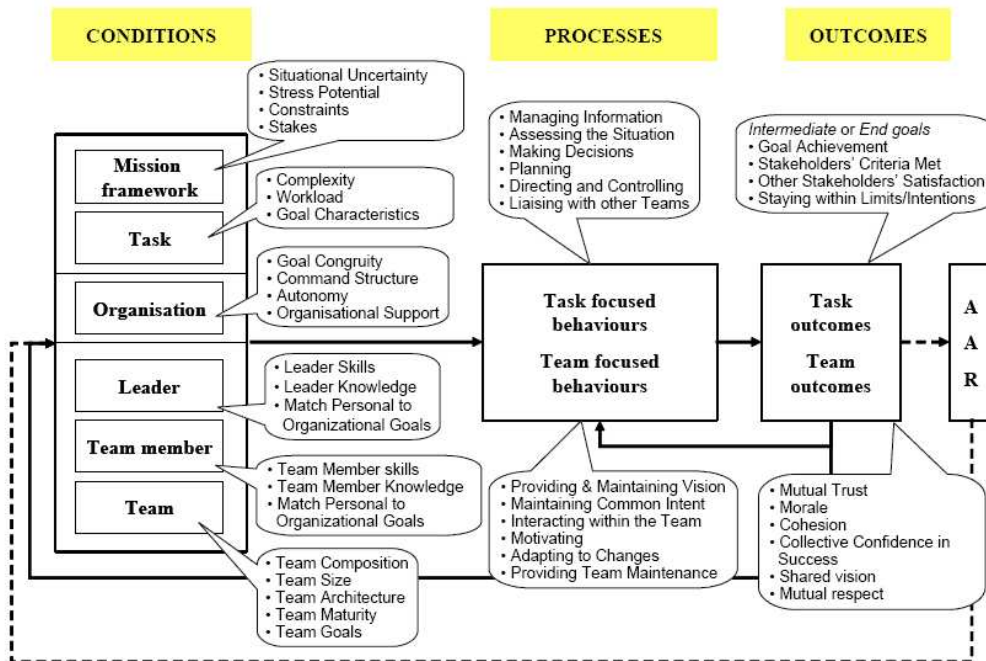 CONDITIONS
PROCESSES
OUTCOMES
• Situational Uncertainty
• Stress Potential
• Constraints
• Stakes
Mission
framework
• Complexity
• Workload
• Goal Characteristics
Task
• Goal Congruity
• Command Structure
• Autonomy
• Organisational Support
Organisation
• Leader Skills
• Leader Knowledge
• Match Personal to
Organizational Goals
Leader
Team member
• Team Member skills
• Team Member Knowledge
• Match Personal to
Organizational Goals
Team
• Team Composition
• Team Size
• Team Architecture
• Team Maturity
• Team Goals
• Managing Information
• Assessing the Situation
• Making Decisions
• Planning
• Directing and Controlling
• Liaising with other Teams
Task focused
behaviours
Team focused
behaviours
• Providing & Maintaining Vision
• Maintaining Common Intent
• Interacting within the Team
• Motivating
• Adapting to Changes
• Providing Team Maintenance
Intermediate or End goals
• Goal Achievement
• Stakeholders' Criteria Met
• Other Stakeholders' Satisfaction
• Staying within Limits/Intentions
Task
outcomes
Team
outcomes
• Mutual Trust
• Morale
• Cohesion
• Collective Confidence in
Success
• Shared vision
• Mutual respect
A
A
R